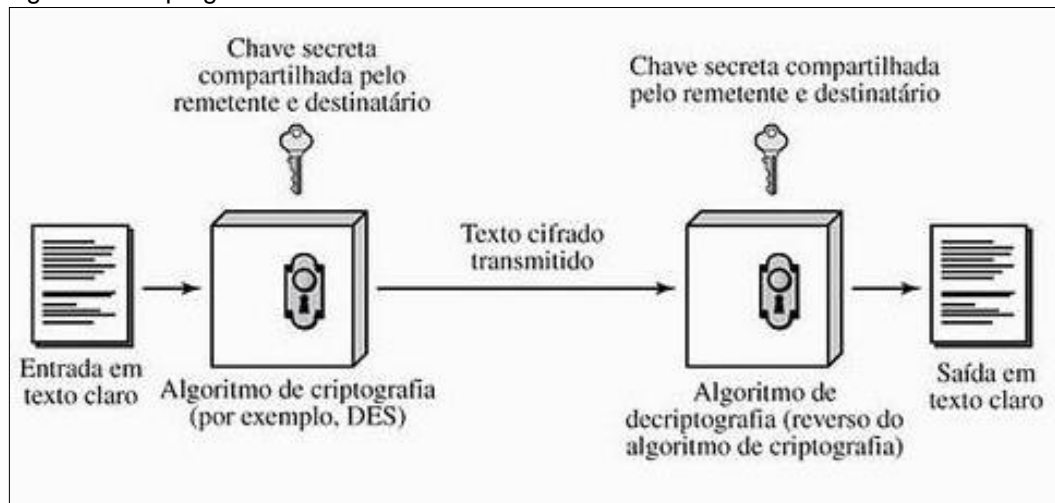 Chave secreta
compartilhada pelo
remetente e destinatário
Chave secreta compartilhada
pelo remetente e destinatário
Texto cifrado
transmitido
Entrada em
texto claro
Algoritmo de criptografia
(por exemplo, DES)
Algoritmo de
decriptografia (reverso do
algoritmo de criptografia)
Saída em
texto claro